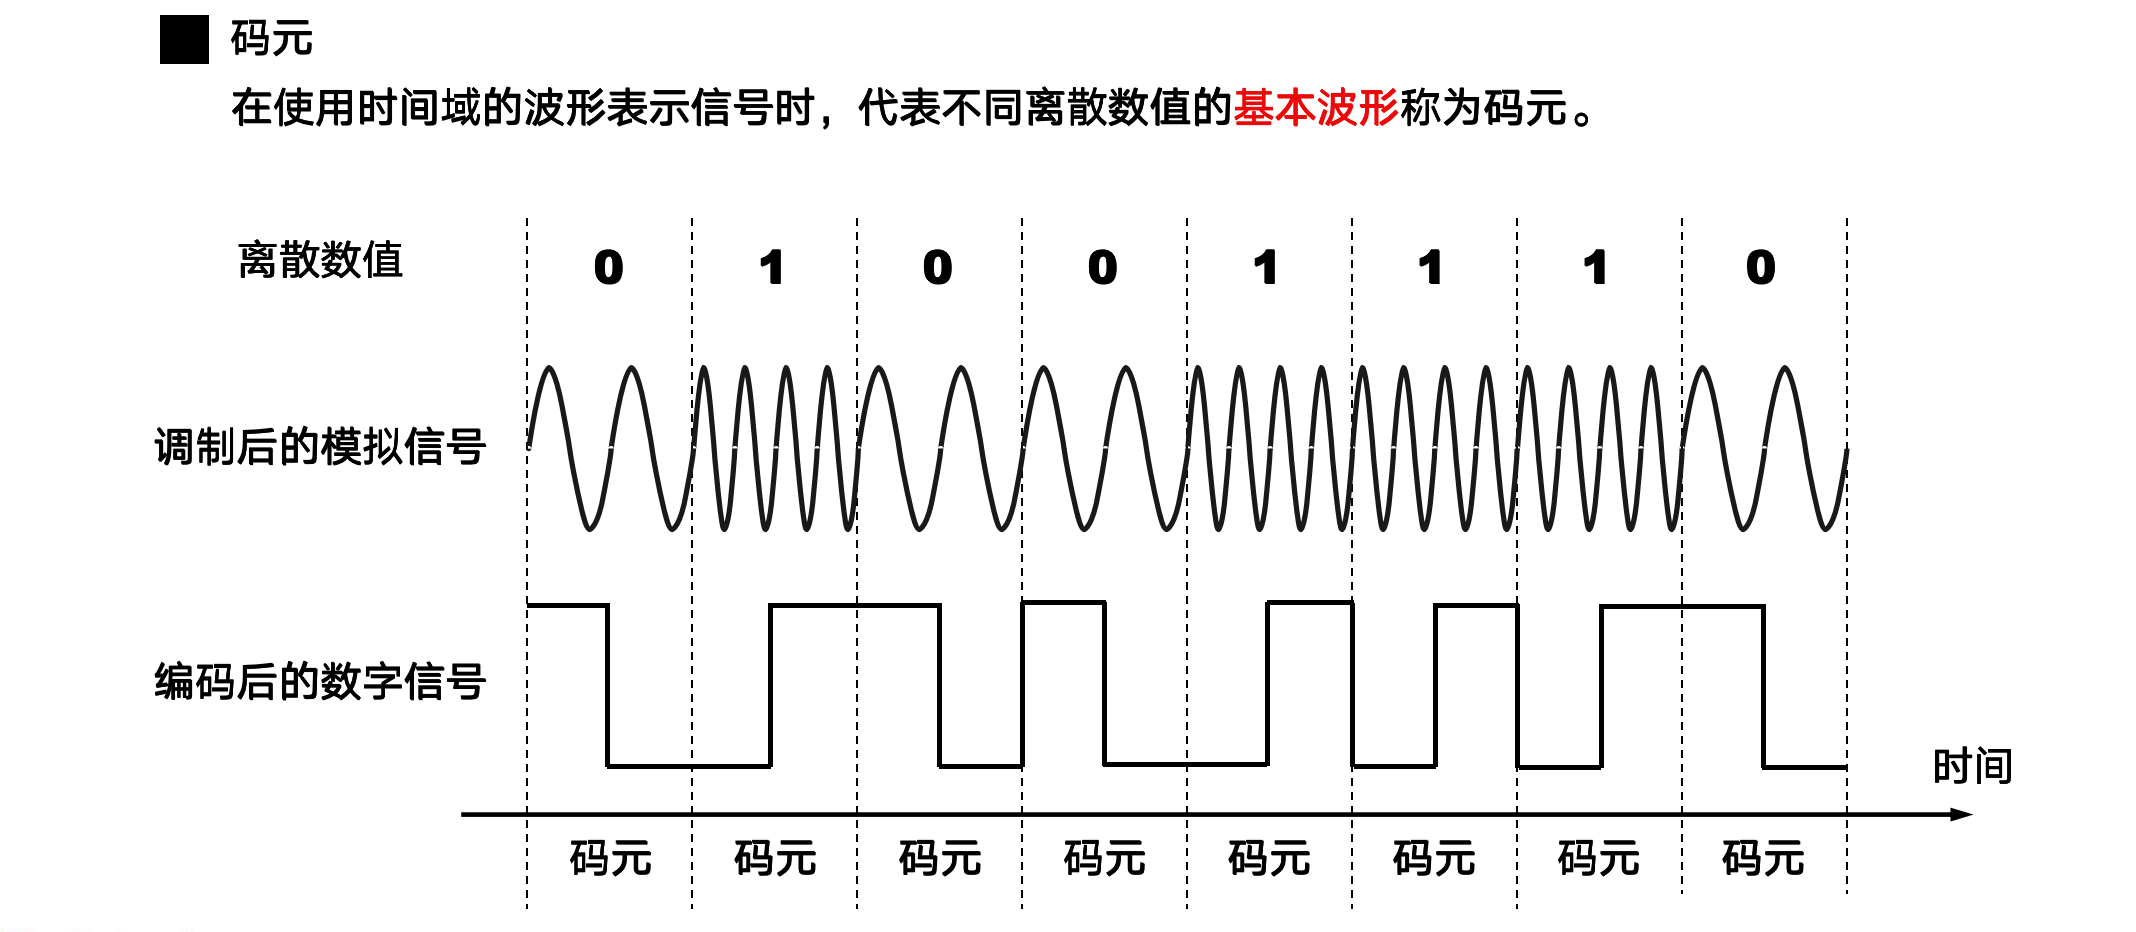 码元
在使用时间域的波形表示信号时，代表不同离散数值的基本波形称为码元。
离散数值 0 1 0 0 1 1 1 0
调制后的模拟信号
编码后的数字信号
时间
码元 码元 码元 码元 码元 码元 码元 码元